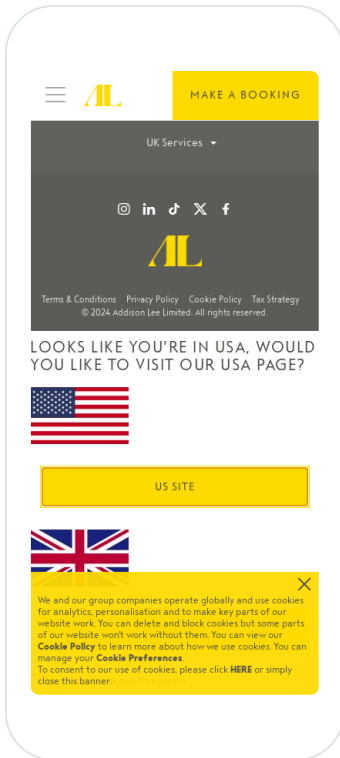 AL
MAKE A BOOKING
UK Services
AL
Terms & Conditions Privacy Policy Cookie Policy Tax Strategy
© 2024 Addison Lee Limited. All rights reserved.
LOOKS LIKE YOU'RE IN USA, WOULD
YOU LIKE TO VISIT OUR USA PAGE?
US SITE
We and our group companies operate globally and use cookies
for analytics, personalisation and to make key parts of our
website work. You can delete and block cookies but some parts
of our website won't work without them. You can view our
Cookie Policy to learn more about how we use cookies. You can
manage your Cookie Preferences.
To consent to our use of cookies, please click HERE or simply
close this banner.